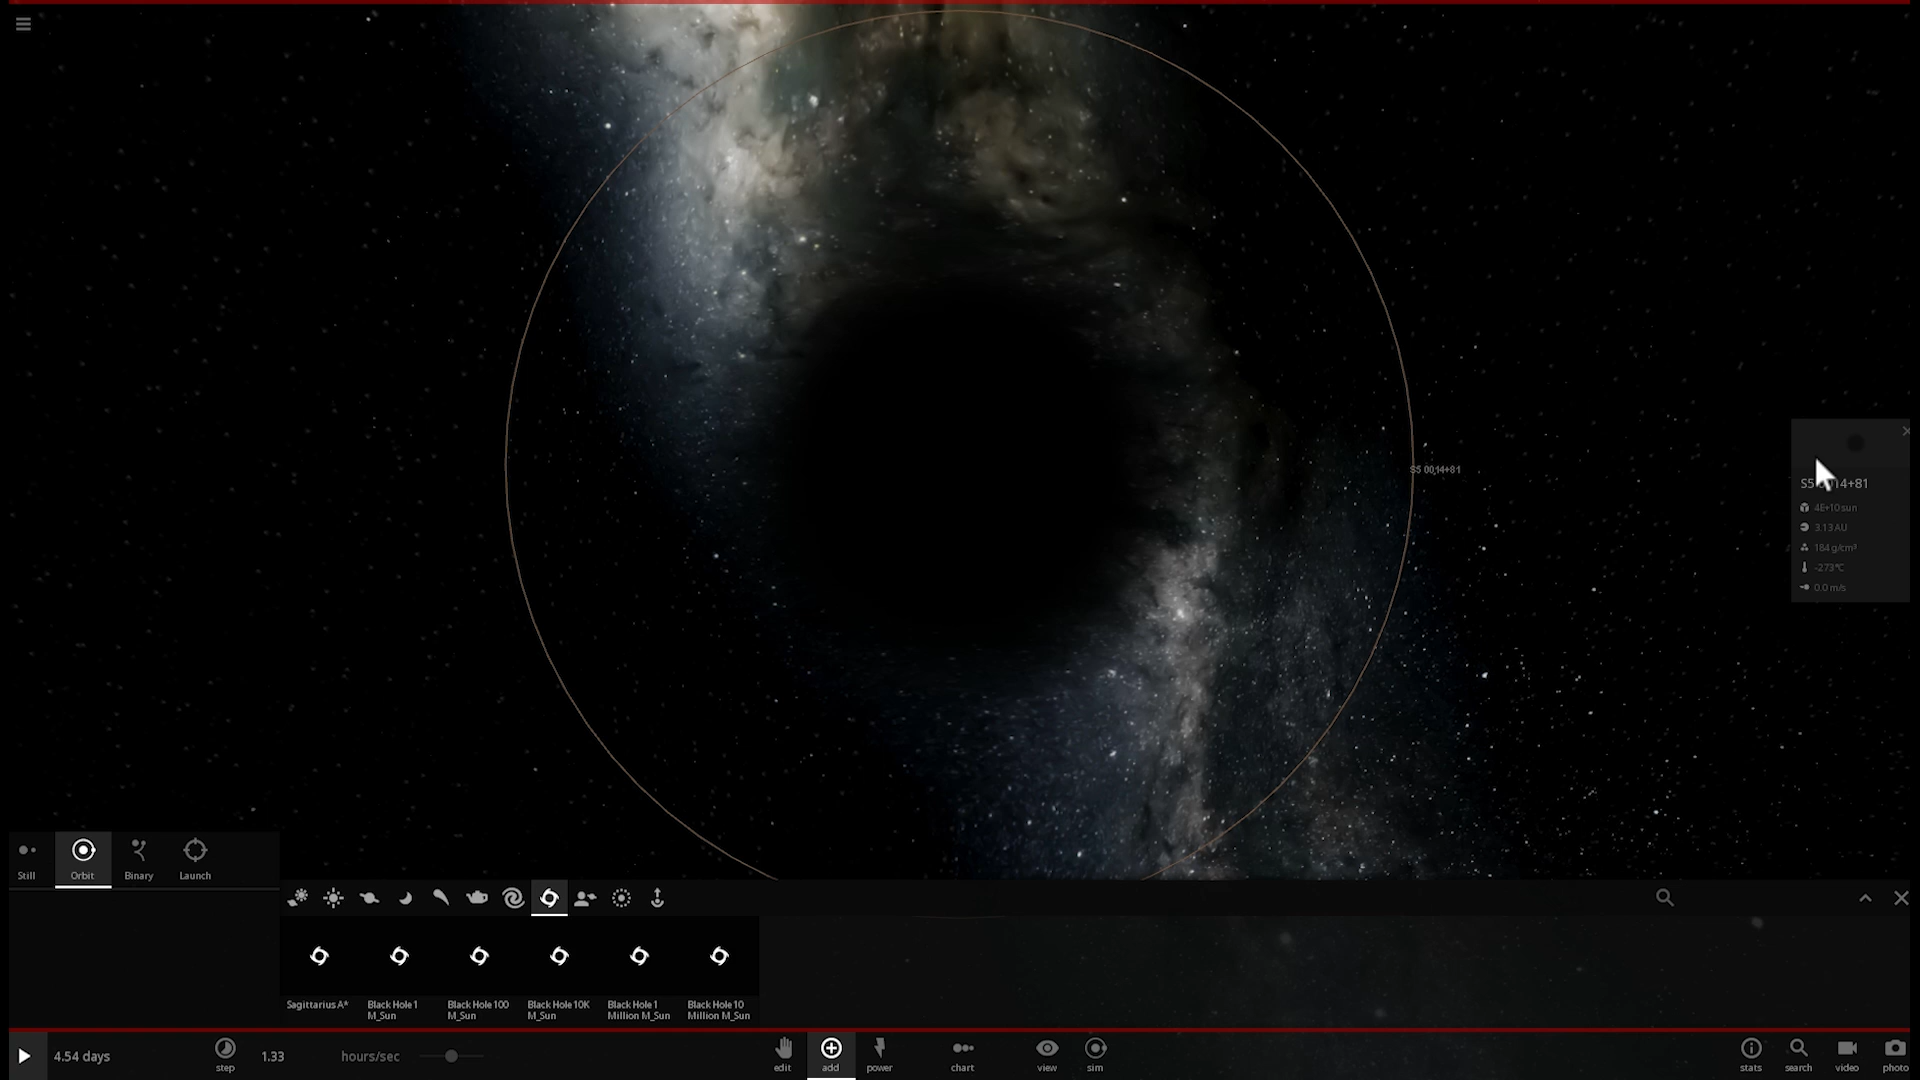 S5 0014+81
S5 0014+81
4E+10 sun
3.13 AU
184 g/cm³
-273°C
0.0 m/s
Still
Orbit
Binary
Launch
Sagittarius A*
Black Hole 1
M_Sun
Black Hole 100
M_Sun
Black Hole 10K
M_Sun
Black Hole 1
Million M_Sun
Black Hole 10
Million M_Sun
4.54 days
step
1.33
hours/sec
edit
add
power
chart
view
sim
stats
search
video
photo